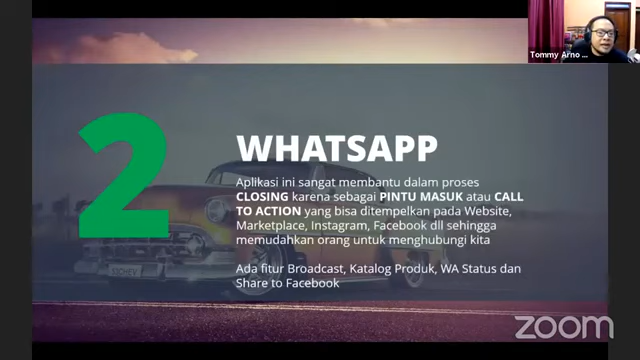 Tommy Arno ...
2
WHATSAPP
Aplikasi ini sangat membantu dalam proses
CLOSING karena sebagai PINTU MASUK atau CALL
TO ACTION yang bisa ditempelkan pada Website,
Marketplace, Instagram, Facebook dll sehingga
memudahkan orang untuk menghubungi kita
Ada fitur Broadcast, Katalog Produk, WA Status dan
Share to Facebook
zoom